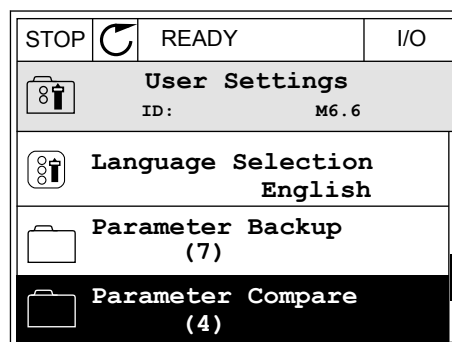 STOP READY I/O
User Settings
ID: M6.6
Language Selection
English
Parameter Backup
(7)
Parameter Compare
(4)